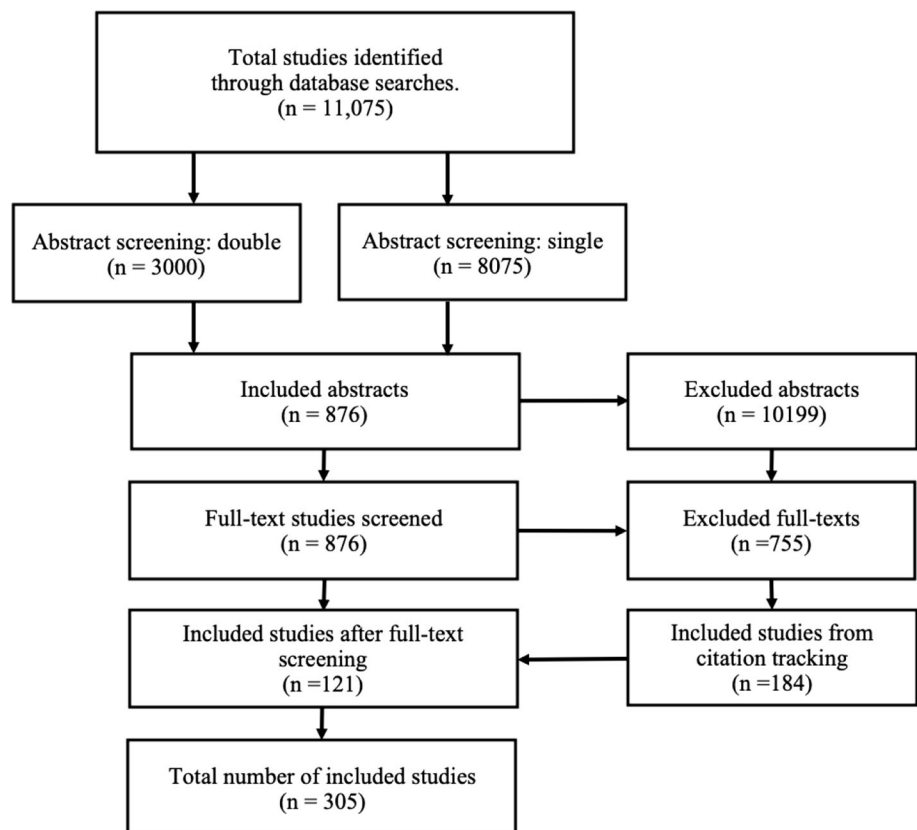 Total studies identified
through database searches.
(n = 11,075)
Abstract screening: double
(n = 3000)
Abstract screening: single
(n = 8075)
Included abstracts
(n = 876)
Excluded abstracts
(n = 10199)
Full-text studies screened
(n = 876)
Excluded full-texts
(n =755)
Included studies after full-text
screening
(n =121)
Included studies from
citation tracking
(n =184)
Total number of included studies
(n = 305)